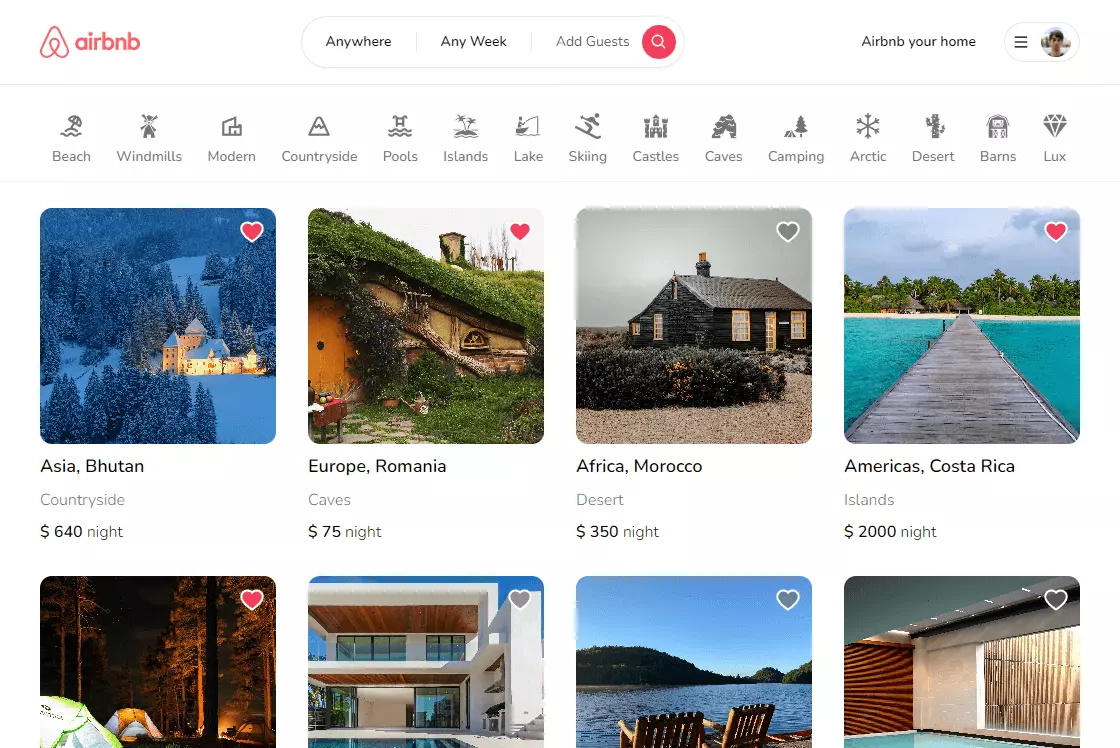 airbnb
Anywhere
Any Week
Add Guests
Airbnb your home
Beach
Windmills
Modern
Countryside
Pools
Islands
Lake
Skiing
Castles
Caves
Camping
Arctic
Desert
Barns
Lux
Asia, Bhutan
Countryside
$ 640 night
Europe, Romania
Caves
$ 75 night
Africa, Morocco
Desert
$ 350 night
Americas, Costa Rica
Islands
$ 2000 night